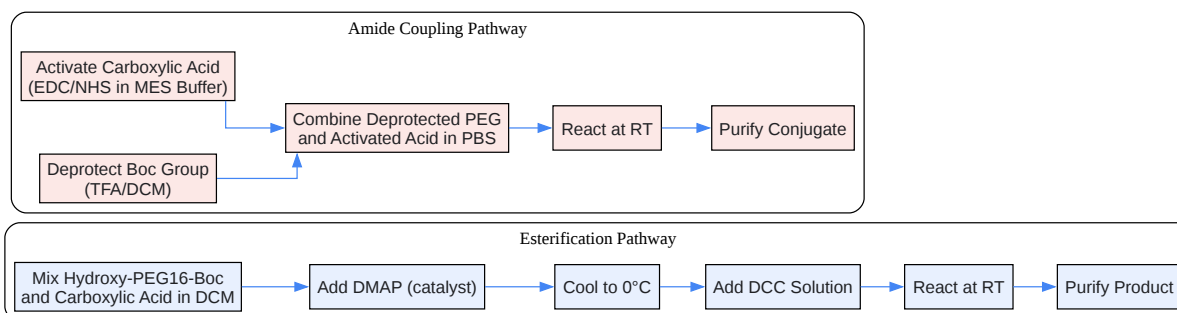 Amide Coupling Pathway
Activate Carboxylic Acid
(EDC/NHS in MES Buffer)
Deprotect Boc Group
(TFA/DCM)
Combine Deprotected PEG
and Activated Acid in PBS
React at RT
Purify Conjugate
Esterification Pathway
Mix Hydroxy-PEG16-Boc
and Carboxylic Acid in DCM
Add DMAP (catalyst)
Cool to 0°C
Add DCC Solution
React at RT
Purify Product